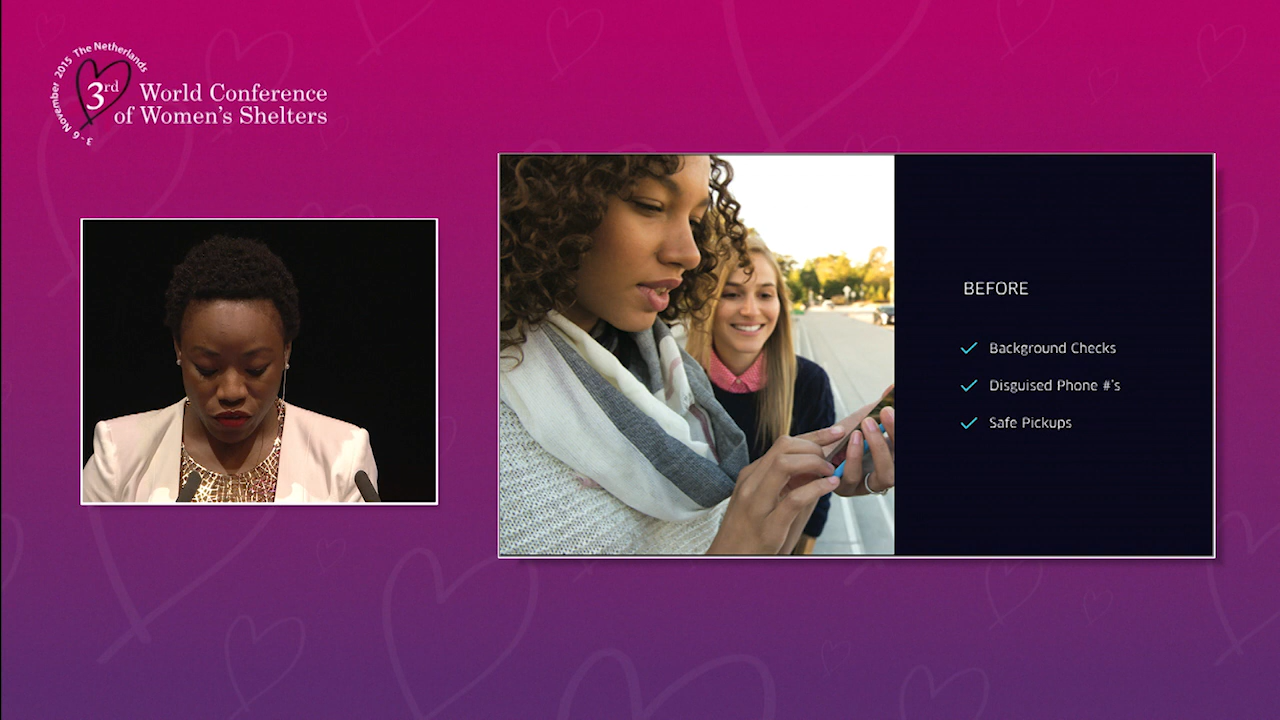 3 - 6 November 2015 The Netherlands
3rd World Conference
of Women's Shelters
BEFORE
Background Checks
Disguised Phone #'s
Safe Pickups